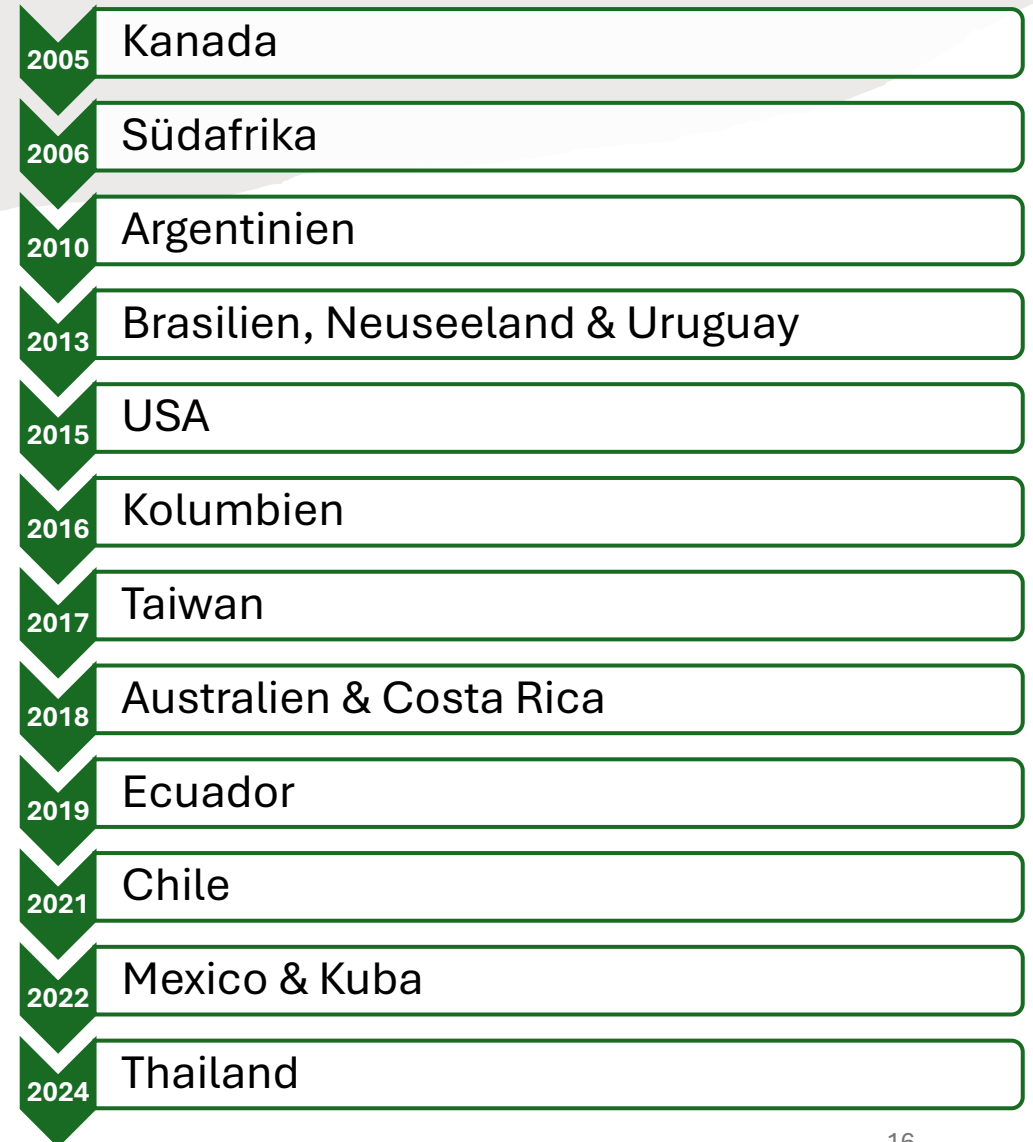 2005 Kanada
2006 Südafrika
2010 Argentinien
2013 Brasilien, Neuseeland & Uruguay
2015 USA
2016 Kolumbien
2017 Taiwan
2018 Australien & Costa Rica
2019 Ecuador
2021 Chile
2022 Mexico & Kuba
2024 Thailand
16